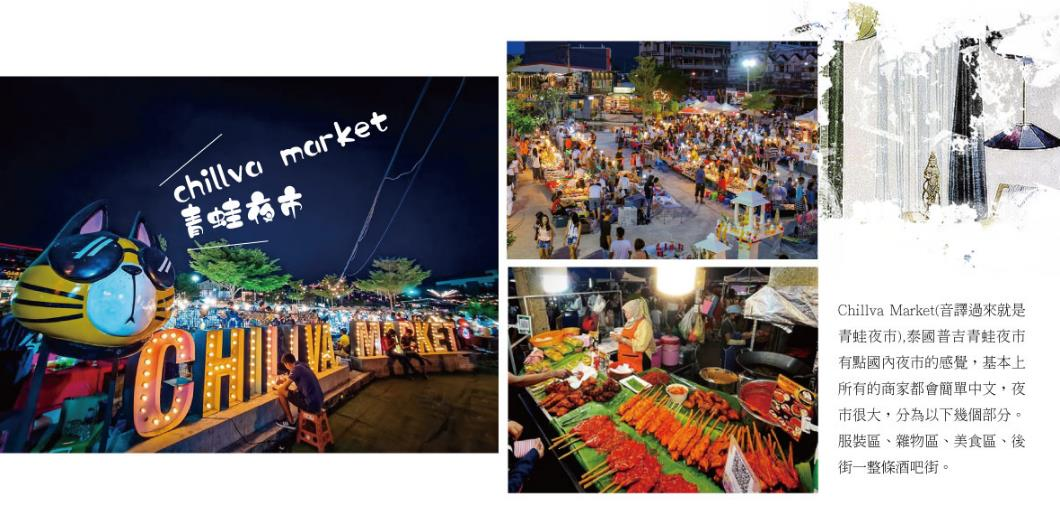 chillva market
青蛙夜市
CHILLVA MARKET
Chillva Market(音譯過來就是
青蛙夜市),泰國普吉青蛙夜市
有點國內夜市的感覺，基本上
所有的商家都會簡單中文，夜
市很大，分為以下幾個部分。
服裝區、雜物區、美食區、後
街一整條酒吧街。